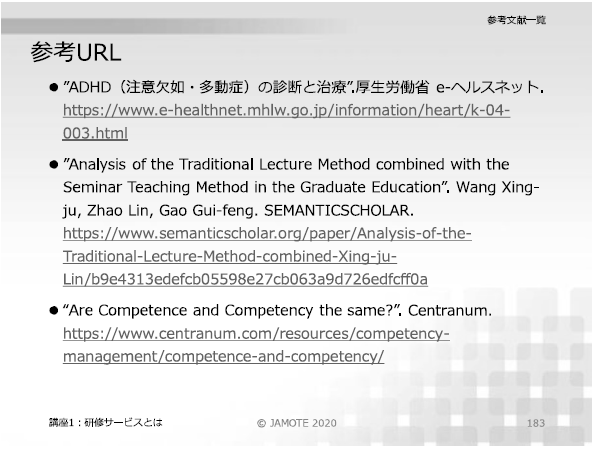 参考文献一覧
参考URL
● ”ADHD（注意欠如・多動症）の診断と治療”.厚生労働省 e-ヘルスネット.
https://www.e-healthnet.mhlw.go.jp/information/heart/k-04-
003.html
● ”Analysis of the Traditional Lecture Method combined with the
Seminar Teaching Method in the Graduate Education”. Wang Xing-
ju, Zhao Lin, Gao Gui-feng. SEMANTICSCHOLAR.
https://www.semanticscholar.org/paper/Analysis-of-the-
Traditional-Lecture-Method-combined-Xing-ju-
Lin/b9e4313edefcb05598e27cb063a9d726edfcff0a
● “Are Competence and Competency the same?”. Centranum.
https://www.centranum.com/resources/competency-
management/competence-and-competency/
講座1：研修サービスとは
© JAMOTE 2020
183